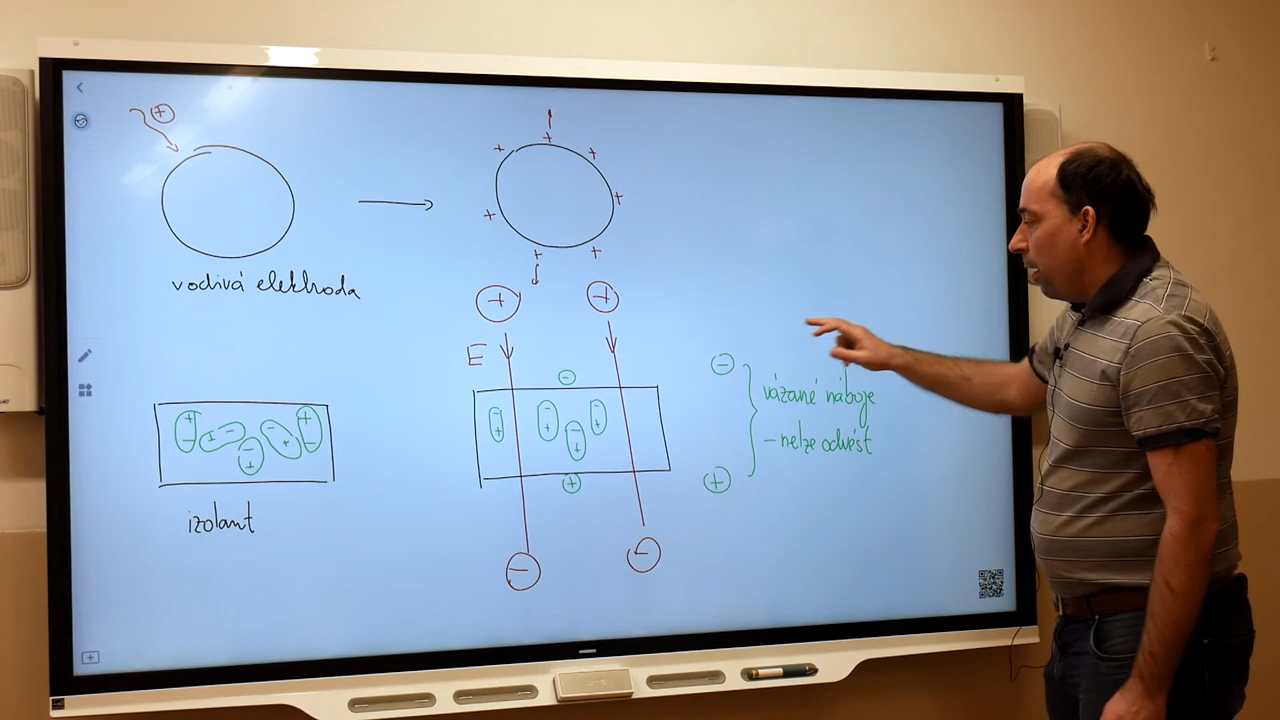 vodivá elektroda
E
vázané náboje
- nelze odvést
izolant